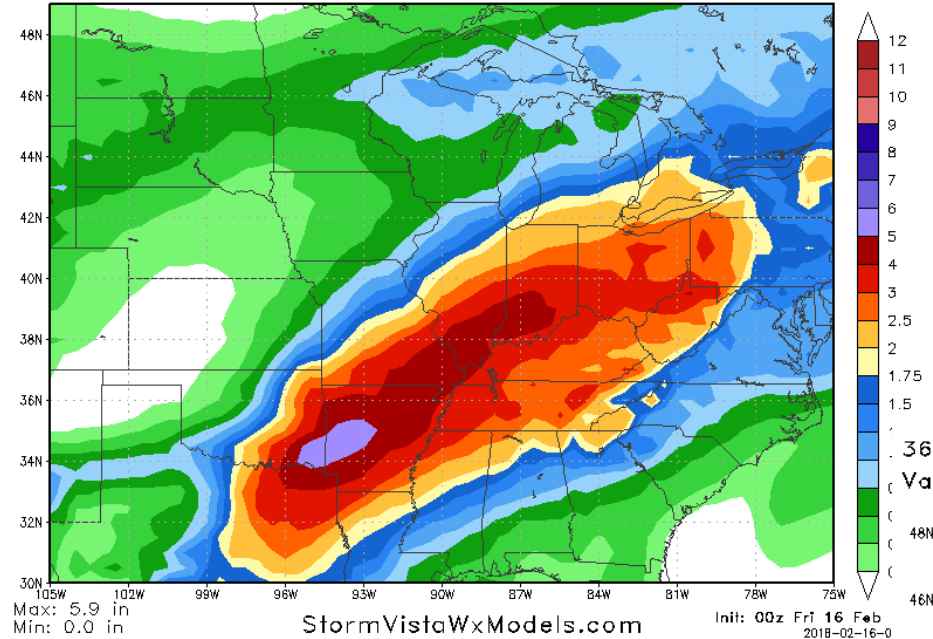 48N
46N
44N
42N
40N
38N
36N
34N
32N
30N
105W 102W 99W 96W 93W 90W 87W 84W 81W 78W 75W
12
11
10
9
8
7
6
5
4
3
2.5
2
1.75
1.5
36
Va
48N
46N
Max: 5.9 in
Min: 0.0 in
StormVistaWxModels.com
Init: 00z Fri 16 Feb
2018-02-16-0